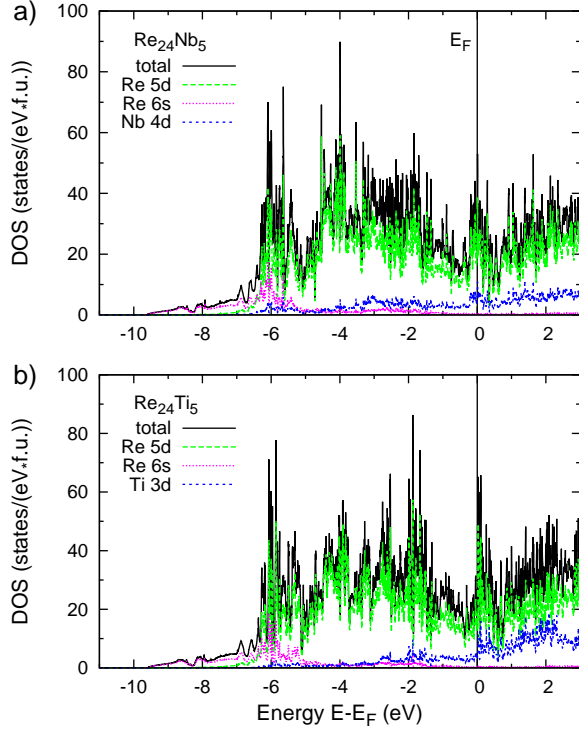 a)
Re24Nb5
total
Re 5d
Re 6s
Nb 4d
EF
DOS (states/(eV*f.u.))
100
80
60
40
20
0
-10 -8 -6 -4 -2 0 2
b)
Re24Ti5
total
Re 5d
Re 6s
Ti 3d
DOS (states/(eV*f.u.))
100
80
60
40
20
0
-10 -8 -6 -4 -2 0 2
Energy E-EF (eV)